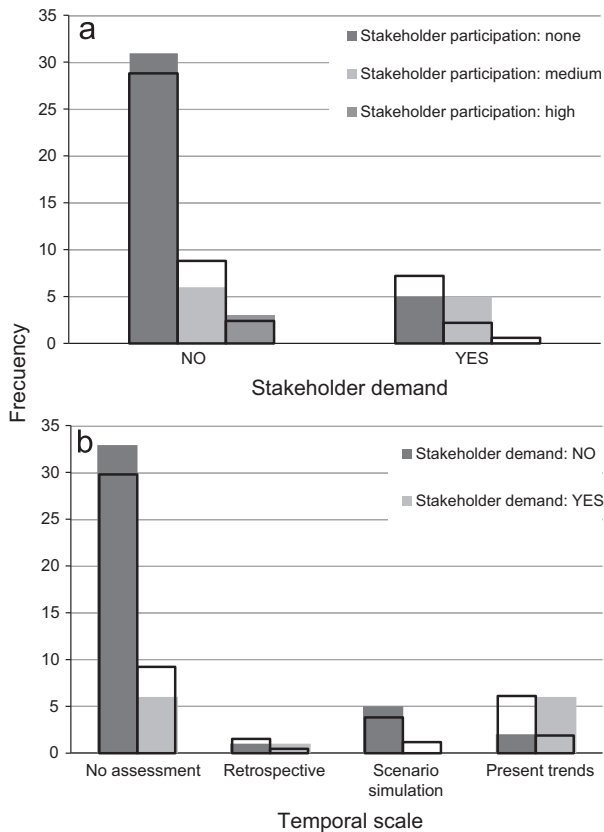 a
35
30
25
20
15
10
5
0
Stakeholder participation: none
Stakeholder participation: medium
Stakeholder participation: high
NO
YES
Stakeholder demand
Frecuency
b
35
30
25
20
15
10
5
0
Stakeholder demand: NO
Stakeholder demand: YES
No assessment
Retrospective
Scenario
simulation
Present trends
Temporal scale